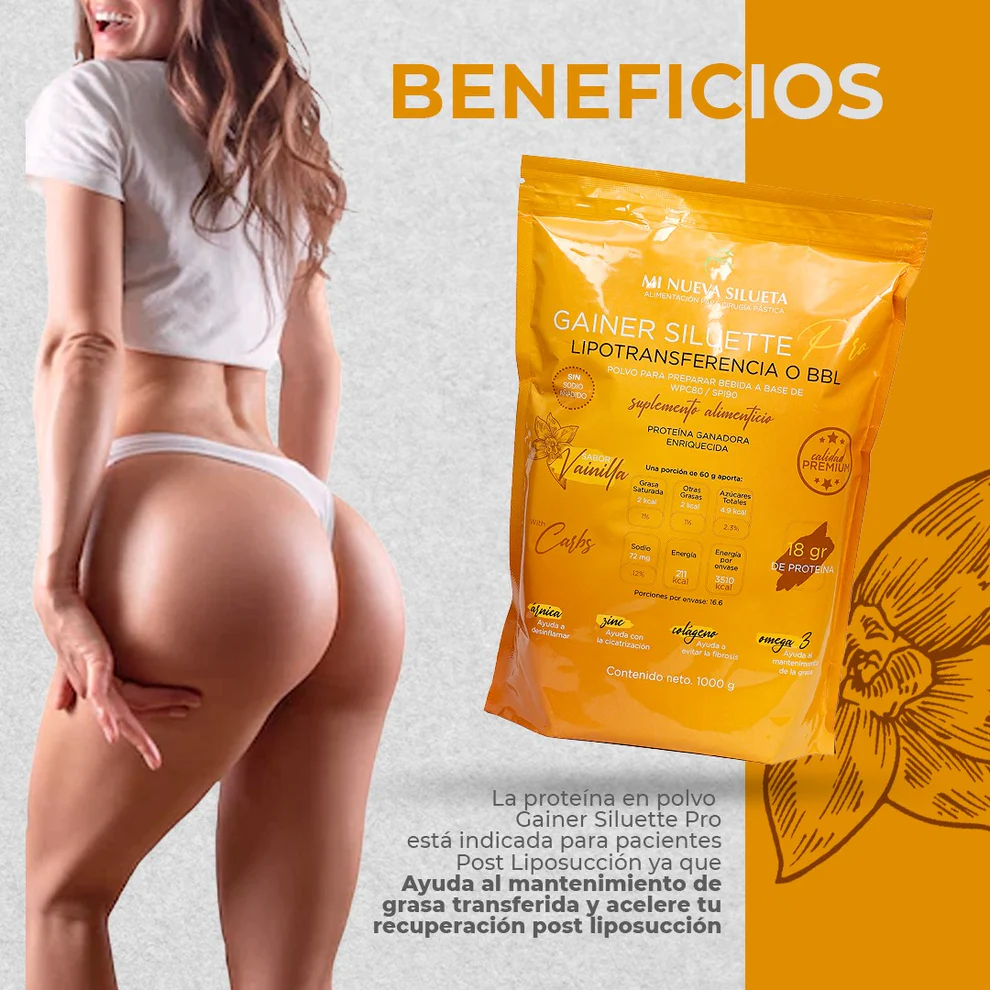 BENEFICIOS
MI NUEVA SILUETA
ALIMENTACIÓN PARA CIRUGÍA PÁSTICA
GAINER SILUETTE Pro
LIPOTRANSFERENCIA O BBL
POLVO PARA PREPARAR BEBIDA A BASE DE
WPC80 / SPI90
suplemento alimenticio
SIN
SODIO
AÑADIDO
PROTEÍNA GANADORA
ENRIQUECIDA
calidad
PREMIUM
SABOR
Vainilla
Una porción de 60 g aporta:
Grasa Saturada 2 kcal 1%
Otras Grasas 2 kcal 1%
Azúcares Totales 4.9 kcal 2.3%
with
Carbs
Sodio 72 mg 12%
Energía 211 kcal
Energía por envase 3510 kcal
18 gr
DE PROTEÍNA
Porciones por envase: 16.6
arnica
Ayuda a
desinflamar
zinc
Ayuda con
la cicatrización
colágeno
Ayuda a
evitar la fibrosis
omega 3
Ayuda al
mantenimiento
de la grasa
Contenido neto. 1000 g
La proteína en polvo
Gainer Siluette Pro
está indicada para pacientes
Post Liposucción ya que
Ayuda al mantenimiento de
grasa transferida y acelere tu
recuperación post liposucción